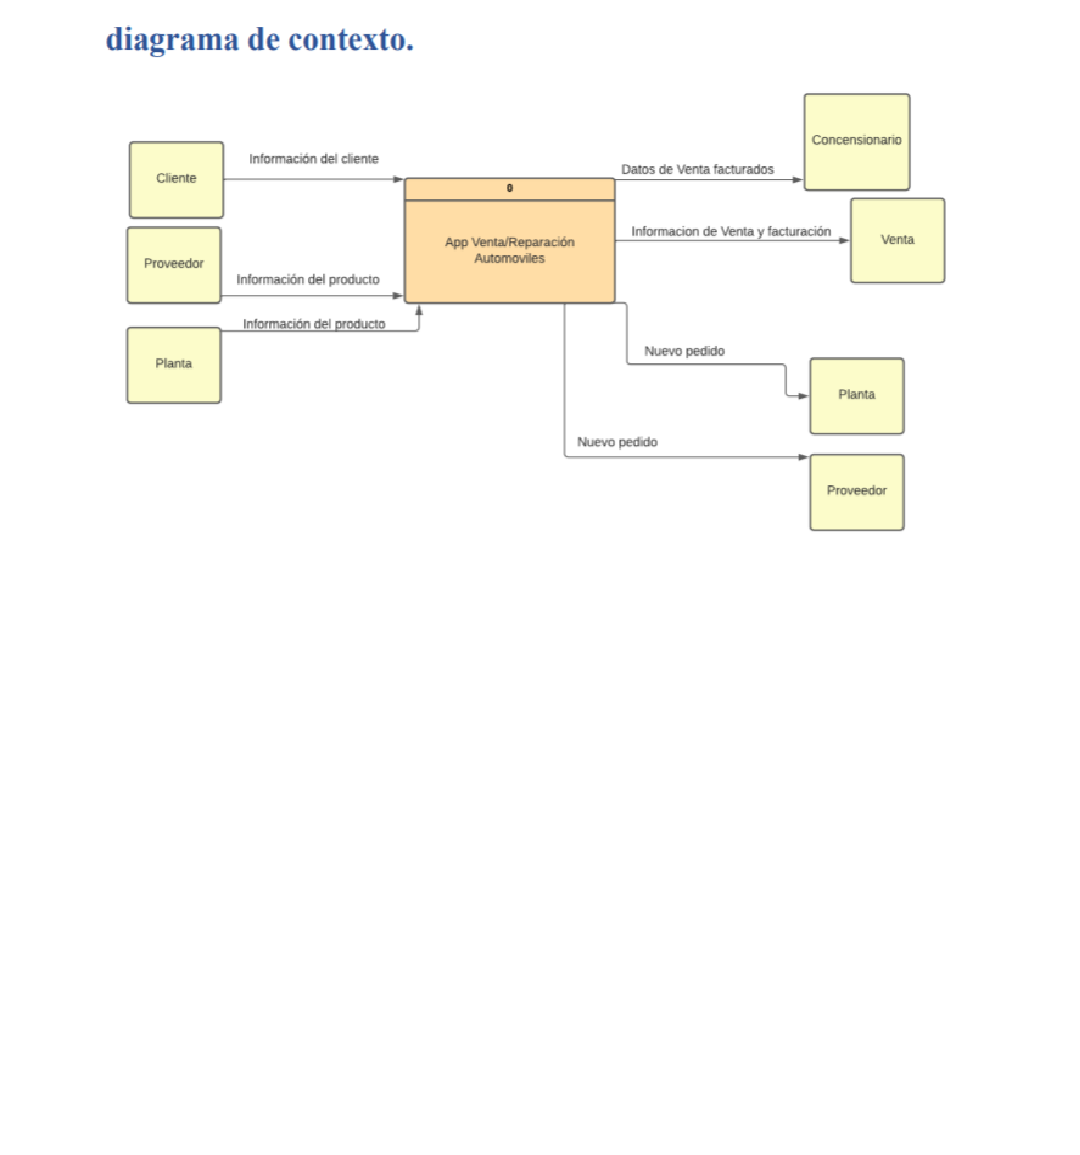 diagrama de contexto.
Cliente
Información del cliente
Proveedor
Información del producto
Planta
Información del producto
0
App Venta/Reparación
Automoviles
Datos de Venta facturados
Concensionario
Informacion de Venta y facturación
Venta
Nuevo pedido
Planta
Nuevo pedido
Proveedor